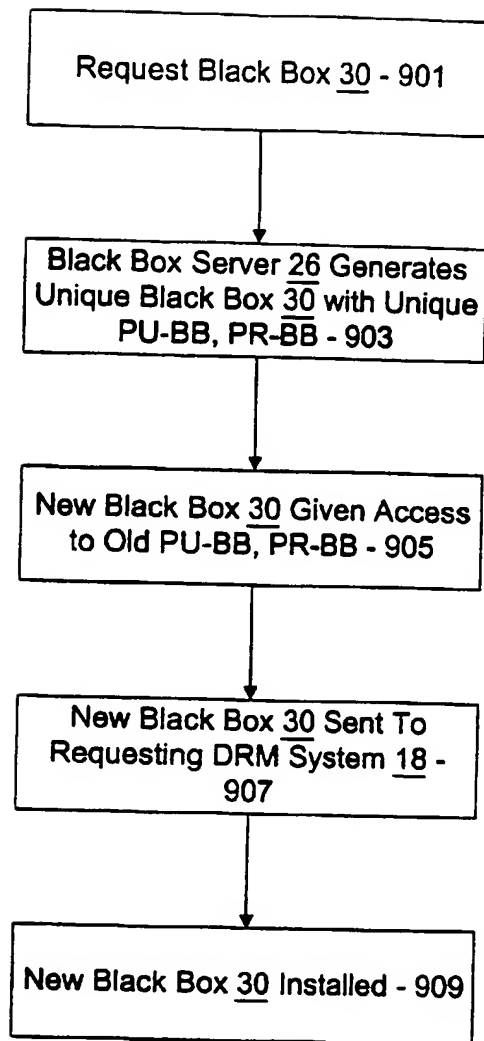 Request Black Box 30 - 901
Black Box Server 26 Generates
Unique Black Box 30 with Unique
PU-BB, PR-BB - 903
New Black Box 30 Given Access
to Old PU-BB, PR-BB - 905
New Black Box 30 Sent To
Requesting DRM System 18 -
907
New Black Box 30 Installed - 909